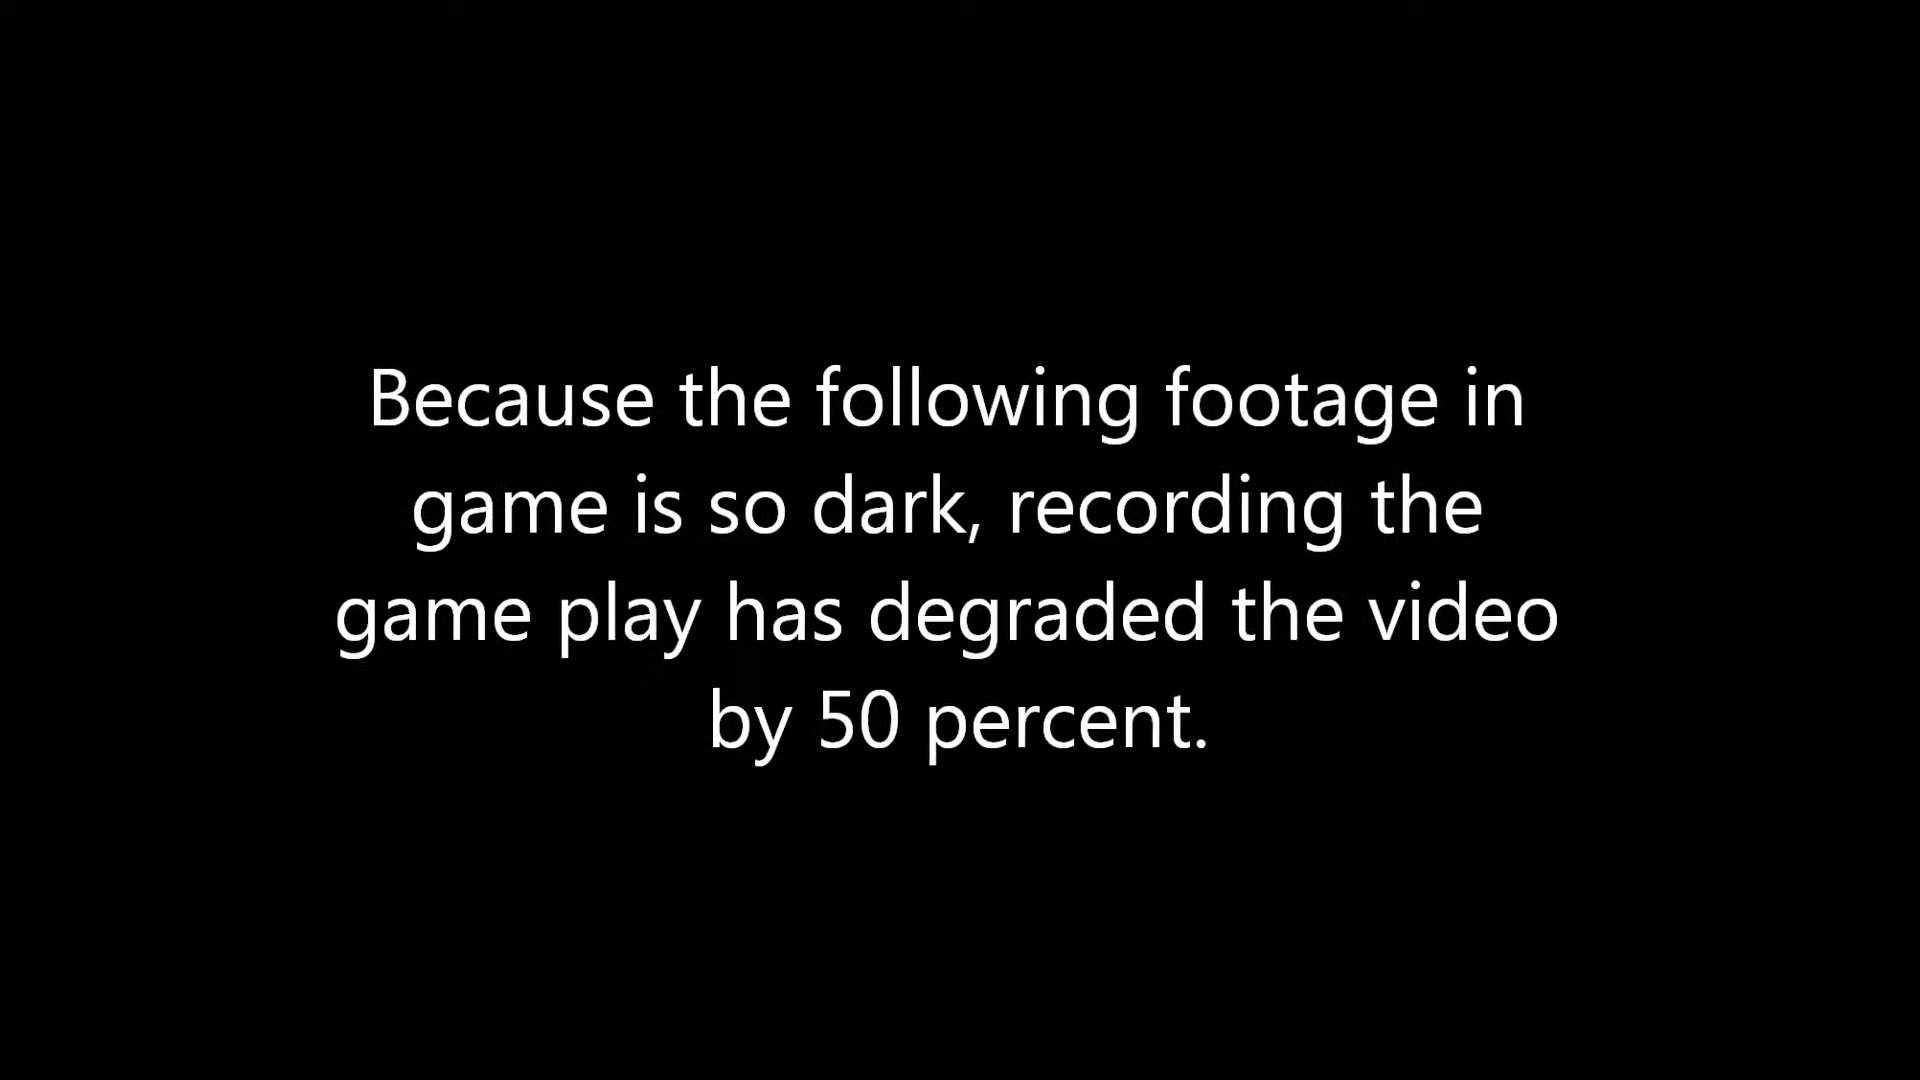 Because the following footage in
game is so dark, recording the
game play has degraded the video
by 50 percent.